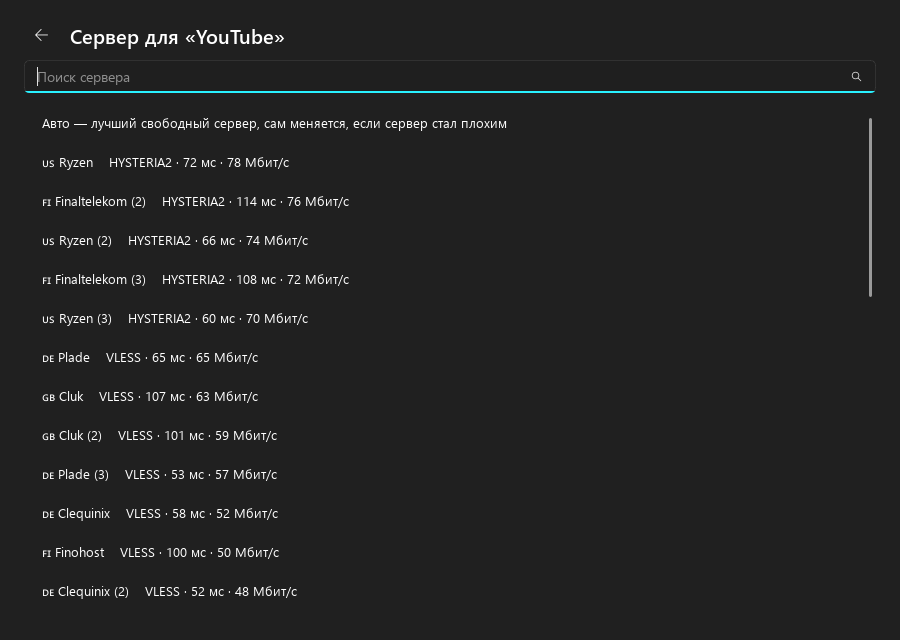 Сервер для «YouTube»
Поиск сервера
Авто — лучший свободный сервер, сам меняется, если сервер стал плохим
US Ryzen HYSTERIA2 · 72 мс · 78 Мбит/с
FI Finaltelekom (2) HYSTERIA2 · 114 мс · 76 Мбит/с
US Ryzen (2) HYSTERIA2 · 66 мс · 74 Мбит/с
FI Finaltelekom (3) HYSTERIA2 · 108 мс · 72 Мбит/с
US Ryzen (3) HYSTERIA2 · 60 мс · 70 Мбит/с
DE Plade VLESS · 65 мс · 65 Мбит/с
GB Cluk VLESS · 107 мс · 63 Мбит/с
GB Cluk (2) VLESS · 101 мс · 59 Мбит/с
DE Plade (3) VLESS · 53 мс · 57 Мбит/с
DE Clequinix VLESS · 58 мс · 52 Мбит/с
FI Finohost VLESS · 100 мс · 50 Мбит/с
DE Clequinix (2) VLESS · 52 мс · 48 Мбит/с